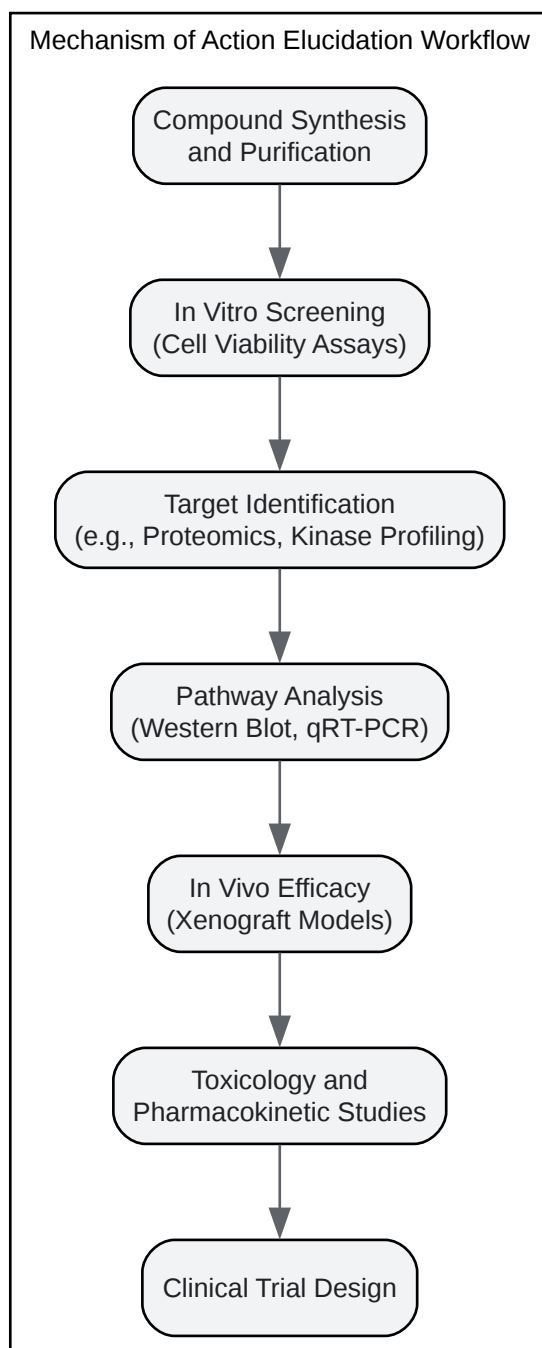 Mechanism of Action Elucidation Workflow
Compound Synthesis
and Purification
In Vitro Screening
(Cell Viability Assays)
Target Identification
(e.g., Proteomics, Kinase Profiling)
Pathway Analysis
(Western Blot, qRT-PCR)
In Vivo Efficacy
(Xenograft Models)
Toxicology and
Pharmacokinetic Studies
Clinical Trial Design